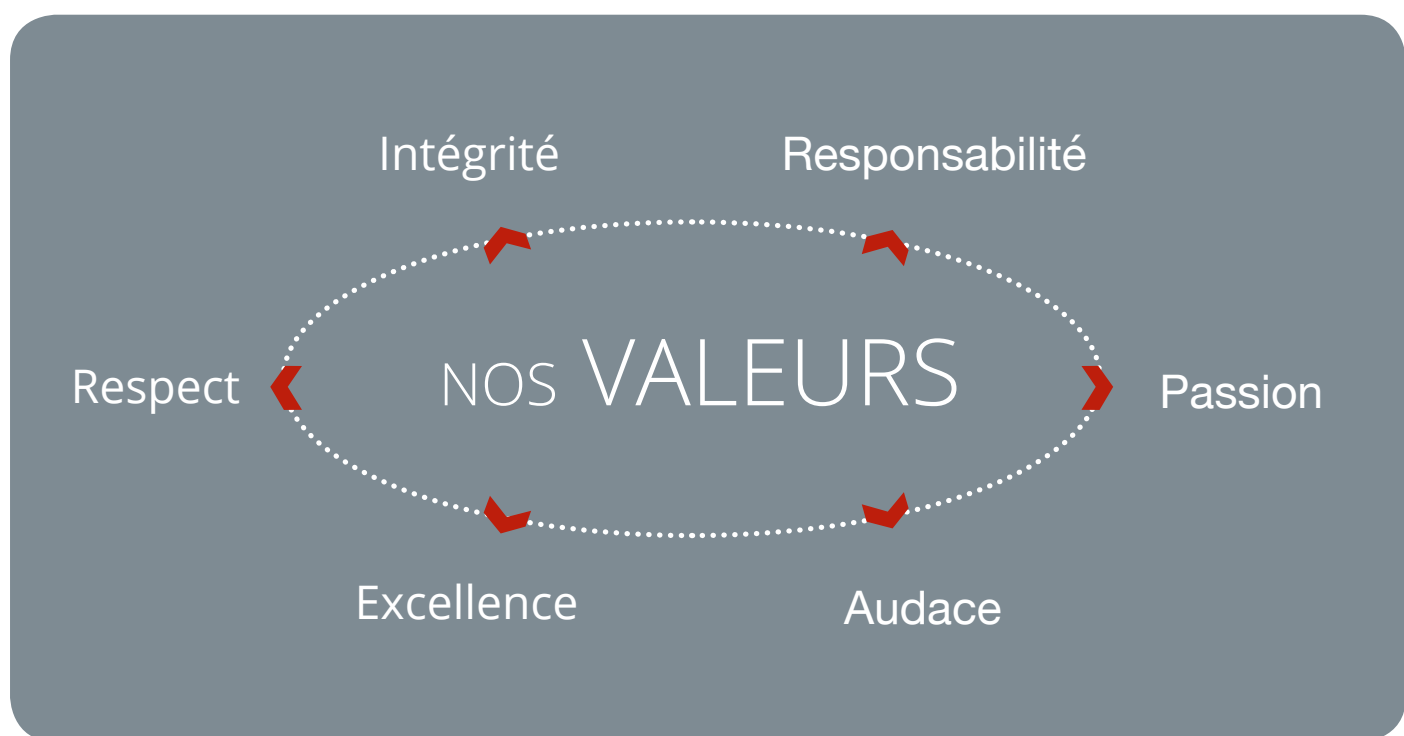 Intégrité
Responsabilité
Respect
NOS VALEURS
Passion
Excellence
Audace